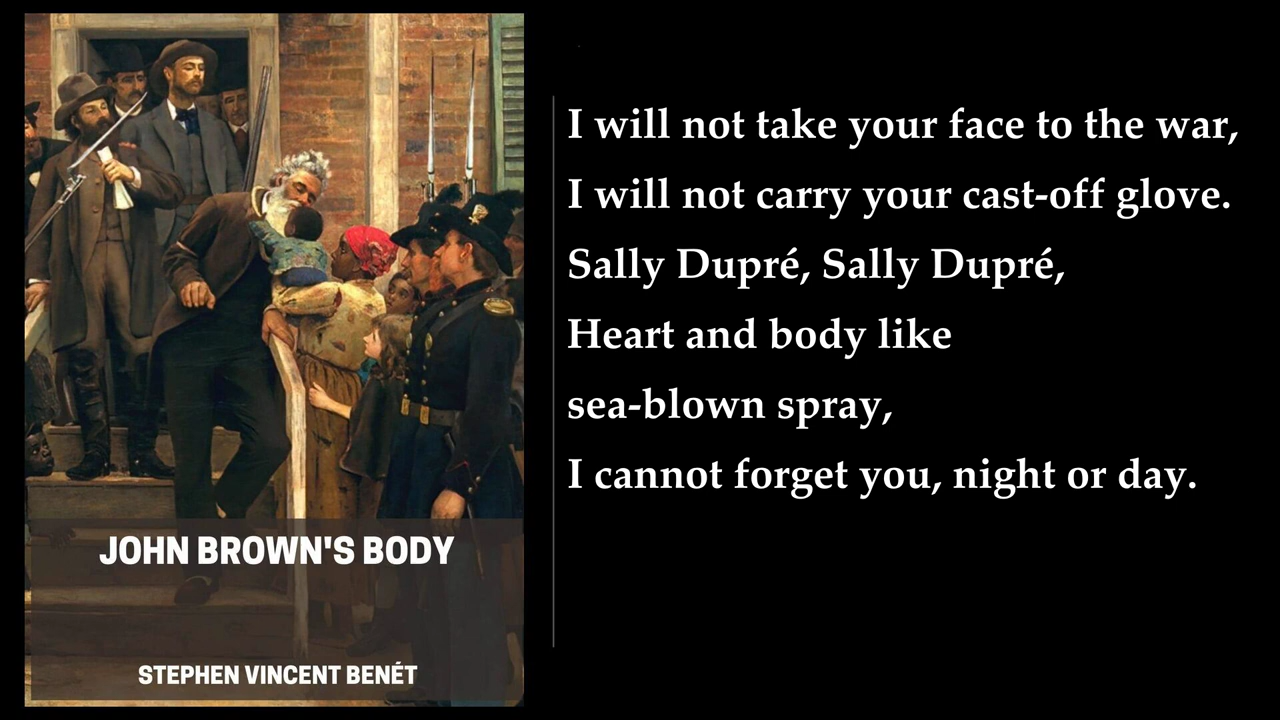 JOHN BROWN'S BODY
STEPHEN VINCENT BENÉT
I will not take your face to the war,
I will not carry your cast-off glove.
Sally Dupré, Sally Dupré,
Heart and body like
sea-blown spray,
I cannot forget you, night or day.